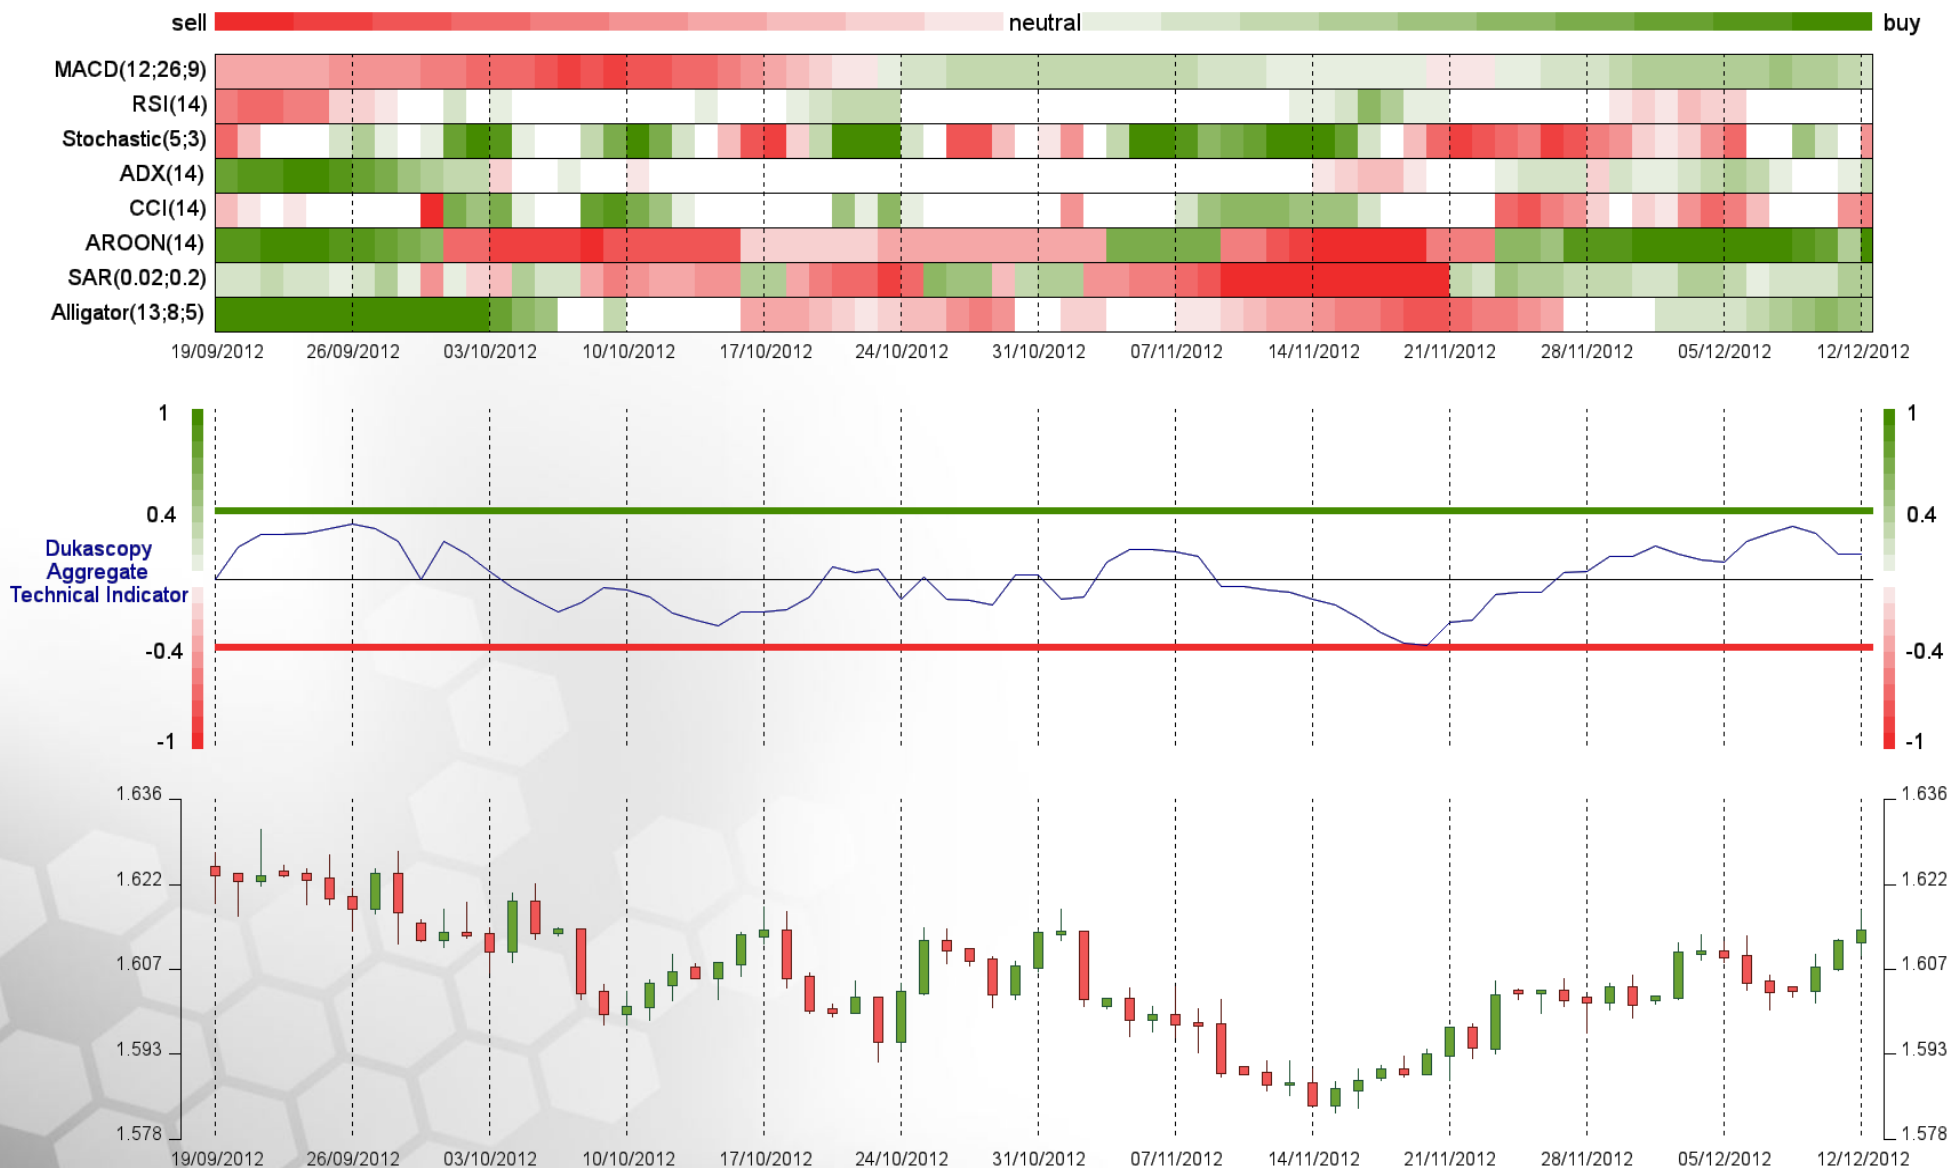 sell neutral buy
MACD(12;26;9)
RSI(14)
Stochastic(5;3)
ADX(14)
CCI(14)
AROON(14)
SAR(0.02;0.2)
Alligator(13;8;5)
19/09/2012 26/09/2012 03/10/2012 10/10/2012 17/10/2012 24/10/2012 31/10/2012 07/11/2012 14/11/2012 21/11/2012 28/11/2012 05/12/2012 12/12/2012
1 1
0.4 0.4
Dukascopy
Aggregate
Technical Indicator
-0.4 -0.4
-1 -1
1.636 1.636
1.622 1.622
1.607 1.607
1.593 1.593
1.578 1.578
19/09/2012 26/09/2012 03/10/2012 10/10/2012 17/10/2012 24/10/2012 31/10/2012 07/11/2012 14/11/2012 21/11/2012 28/11/2012 05/12/2012 12/12/2012